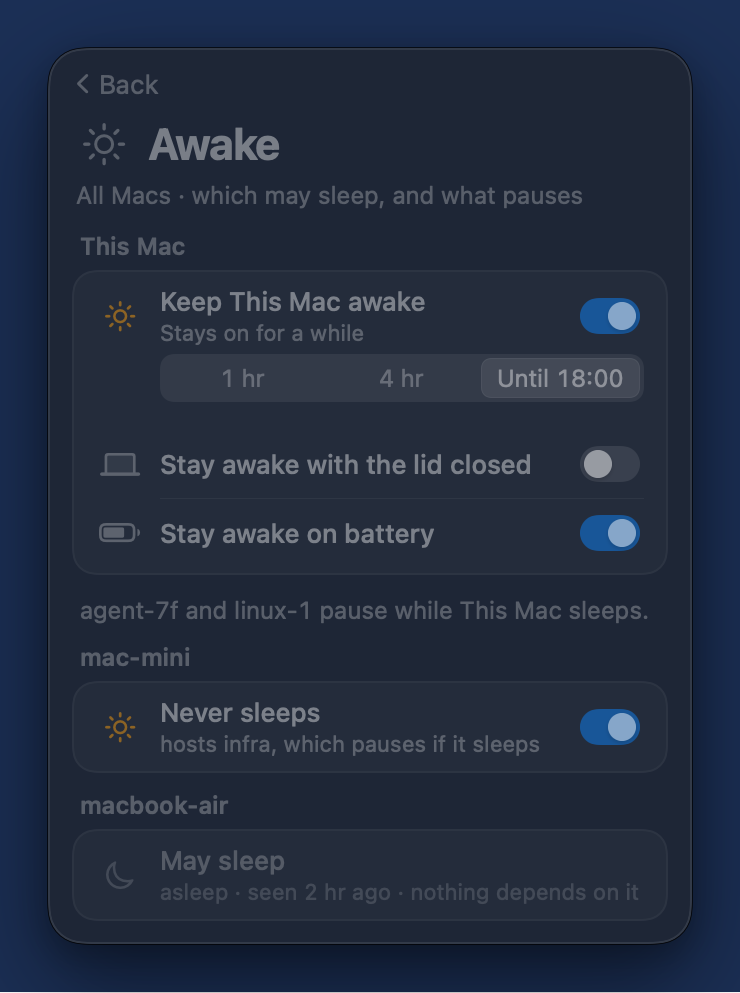 Back
Awake
All Macs · which may sleep, and what pauses
This Mac
Keep This Mac awake
Stays on for a while
1 hr 4 hr Until 18:00
Stay awake with the lid closed
Stay awake on battery
agent-7f and linux-1 pause while This Mac sleeps.
mac-mini
Never sleeps
hosts infra, which pauses if it sleeps
macbook-air
May sleep
asleep · seen 2 hr ago · nothing depends on it